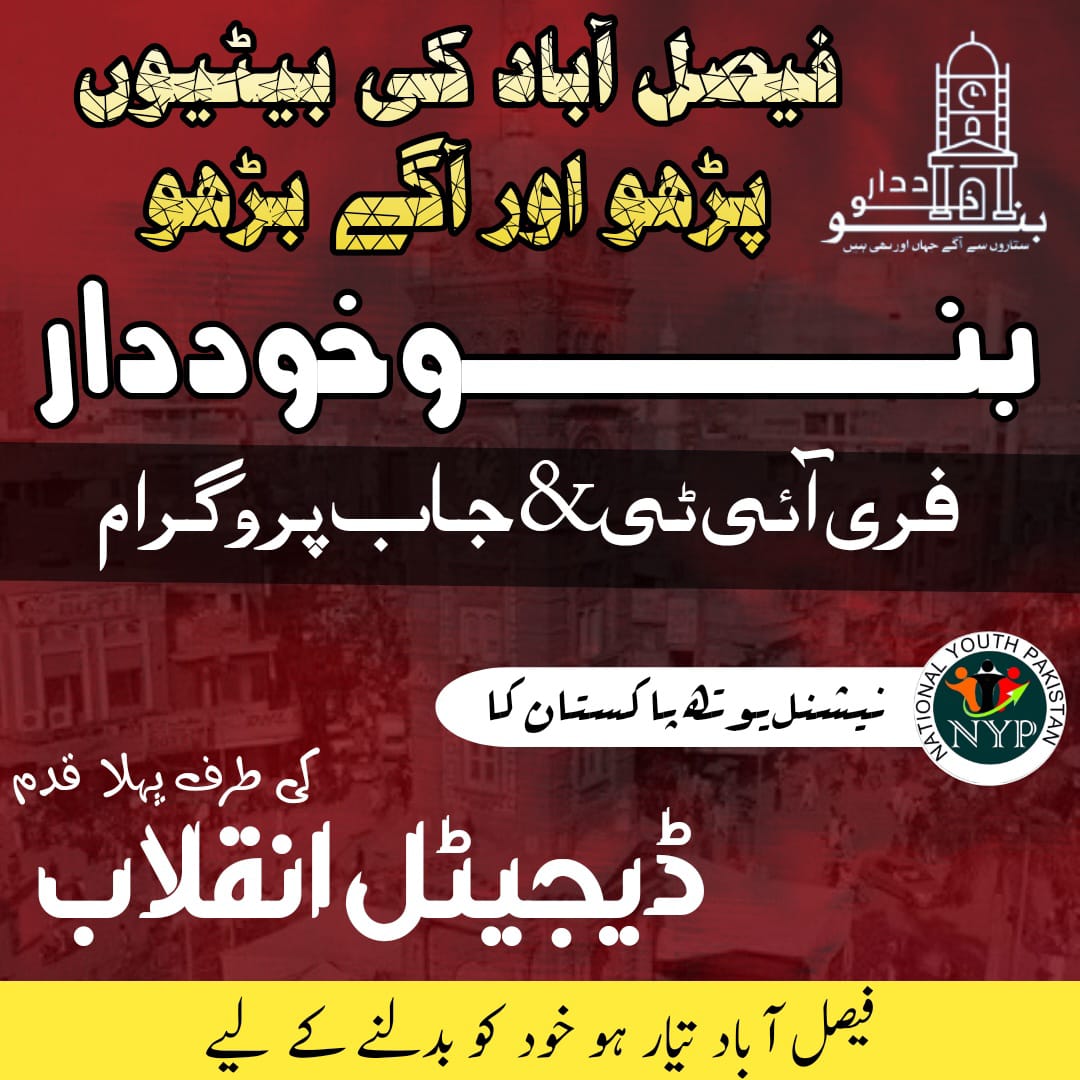 فیصل آباد کی بیٹیوں
پڑھو اور آگے بڑھو
بنو خوددار
ستاروں سے آگے جہاں اور بھی ہیں
بنو خوددار
فری آئی ٹی & جاب پروگرام
نیشنل یوتھ پاکستان کا
NATIONAL YOUTH PAKISTAN
NYP
ڈیجیٹل انقلاب
کی طرف پہلا قدم
فیصل آباد تیار ہو خود کو بدلنے کے لیے